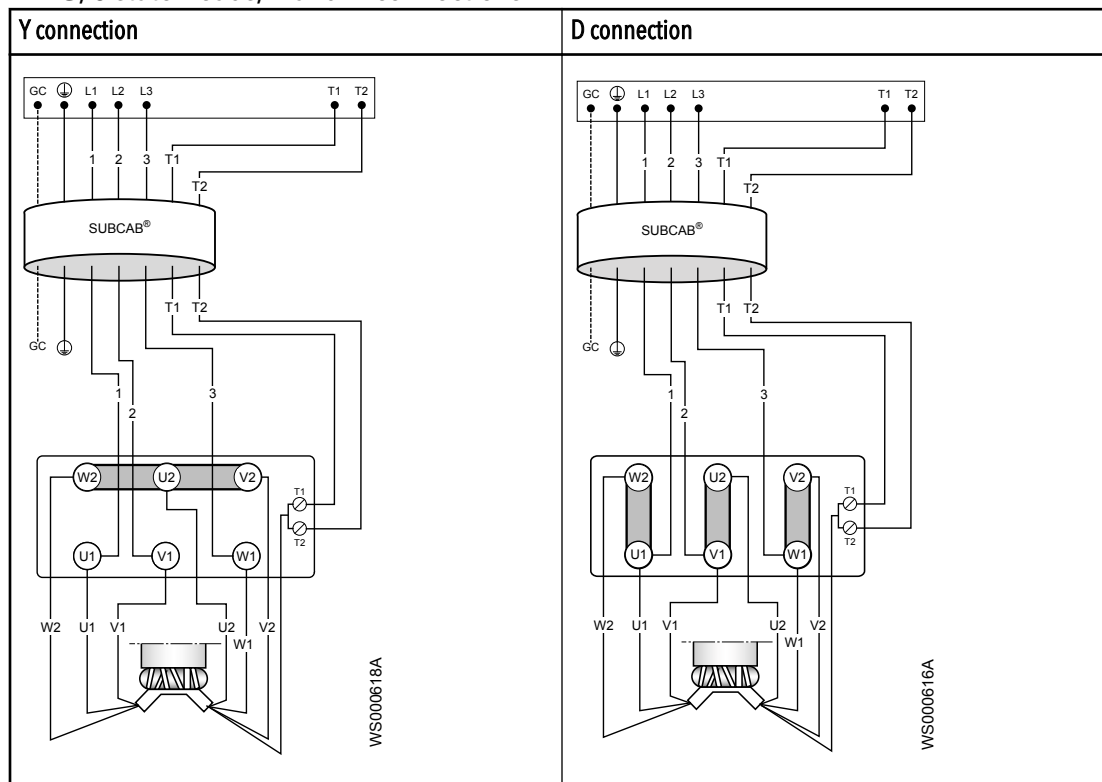 Y connection
GC L1 L2 L3 T1 T2
1 2 3 T1
T2
SUBCAB®
T1 T2
GC
1 3
2
W2 U2 V2
T1
T2
U1 V1 W1
W2 U1 V1 U2 V2
W1
WS000618A
D connection
GC L1 L2 L3 T1 T2
1 2 3 T1
T2
SUBCAB®
T1 T2
GC
1 3
2
W2 U2 V2
T1
T2
U1 V1 W1
W2 U1 V1 U2 V2
W1
WS000616A